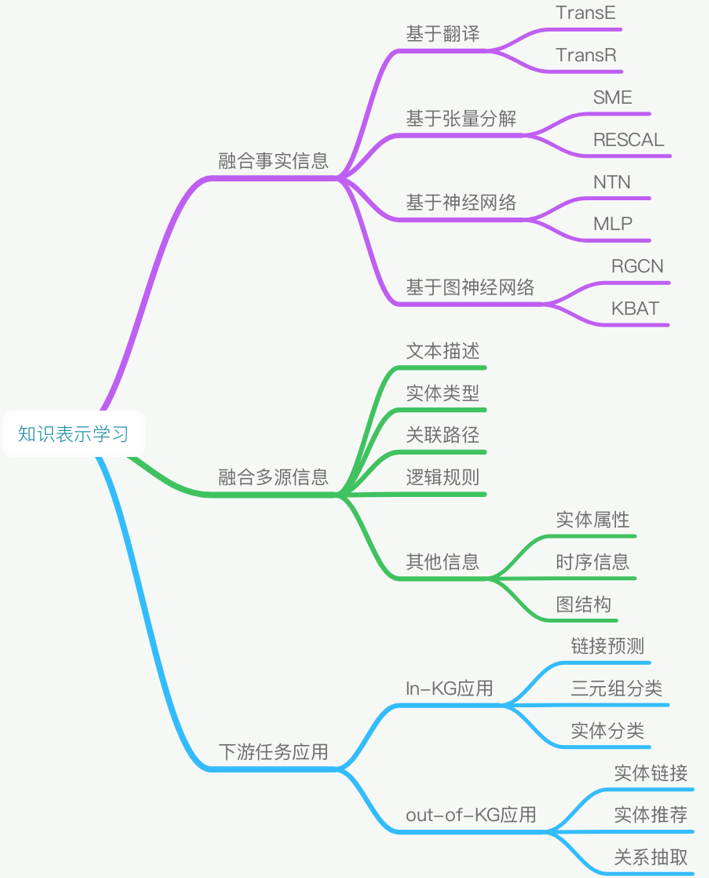 知识表示学习
融合事实信息
基于翻译
TransE
TransR
基于张量分解
SME
RESCAL
基于神经网络
NTN
MLP
基于图神经网络
RGCN
KBAT
融合多源信息
文本描述
实体类型
关联路径
逻辑规则
其他信息
实体属性
时序信息
图结构
下游任务应用
In-KG应用
链接预测
三元组分类
实体分类
out-of-KG应用
实体链接
实体推荐
关系抽取